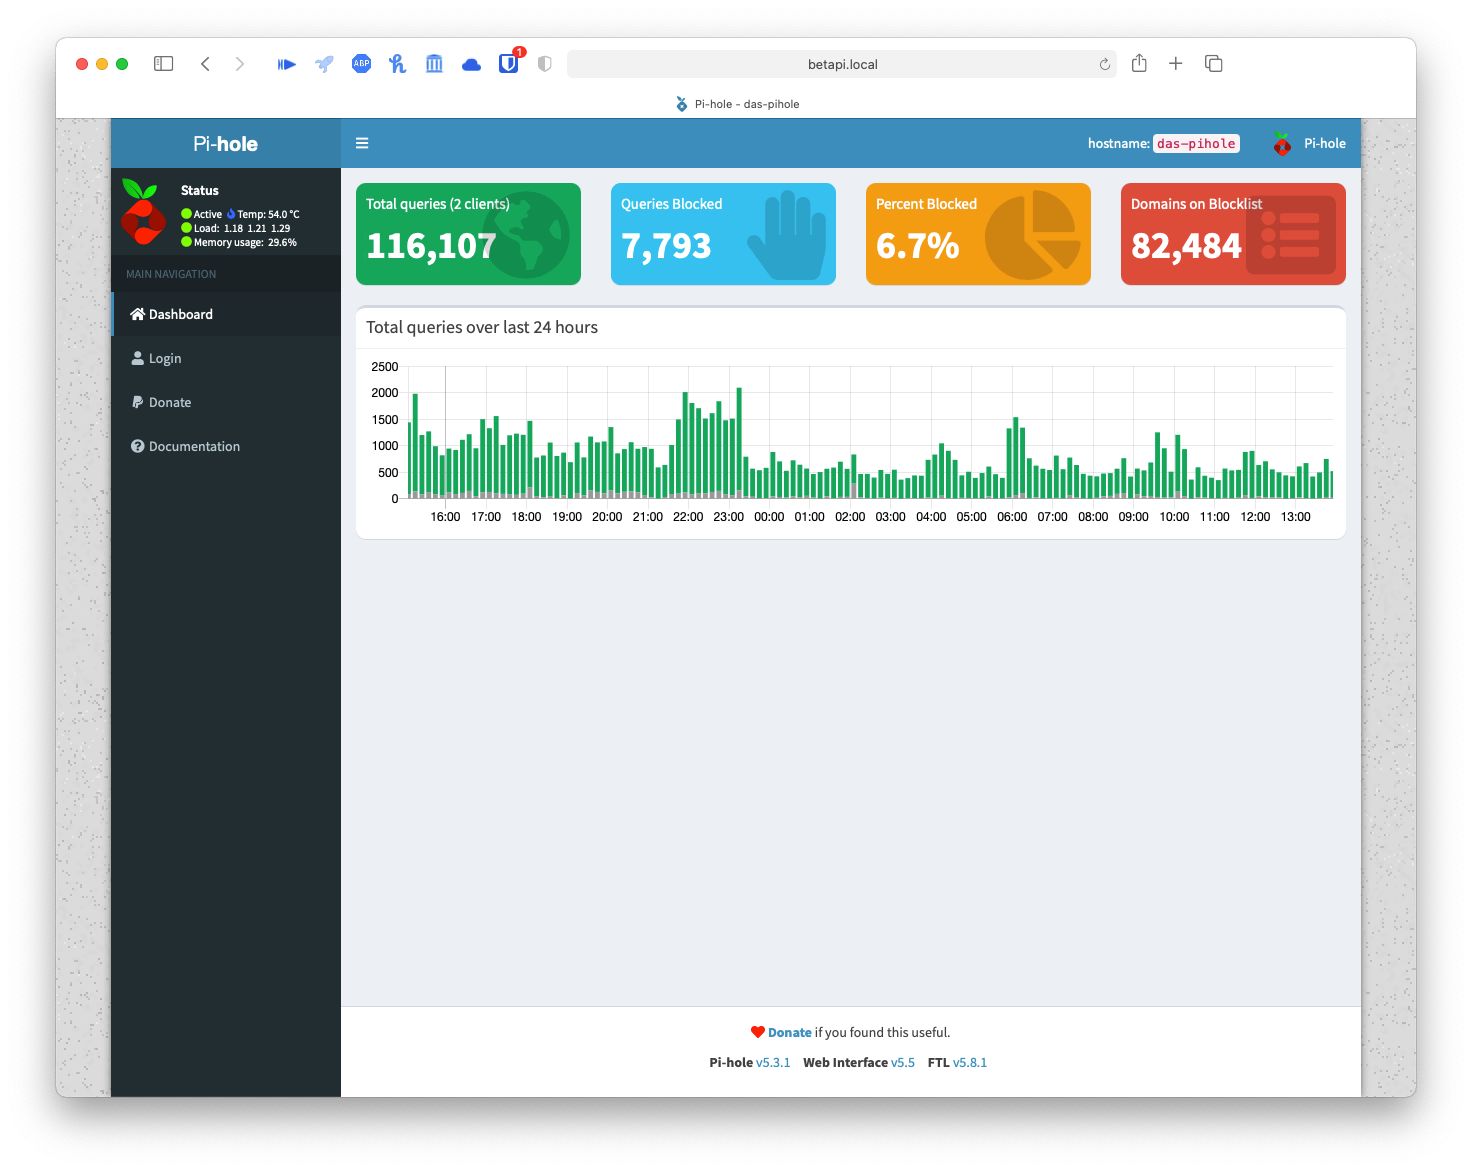 ABP
1
betapi.local
Pi-hole - das-pihole
Pi-hole
hostname: das-pihole
Pi-hole
Status
Active Temp: 54.0 °C
Load: 1.18 1.21 1.29
Memory usage: 29.6%
MAIN NAVIGATION
Dashboard
Login
Donate
Documentation
Total queries (2 clients)
116,107
Queries Blocked
7,793
Percent Blocked
6.7%
Domains on Blocklist
82,484
Total queries over last 24 hours
2500
2000
1500
1000
500
0
16:00 17:00 18:00 19:00 20:00 21:00 22:00 23:00 00:00 01:00 02:00 03:00 04:00 05:00 06:00 07:00 08:00 09:00 10:00 11:00 12:00 13:00
Donate if you found this useful.
Pi-hole v5.3.1 Web Interface v5.5 FTL v5.8.1